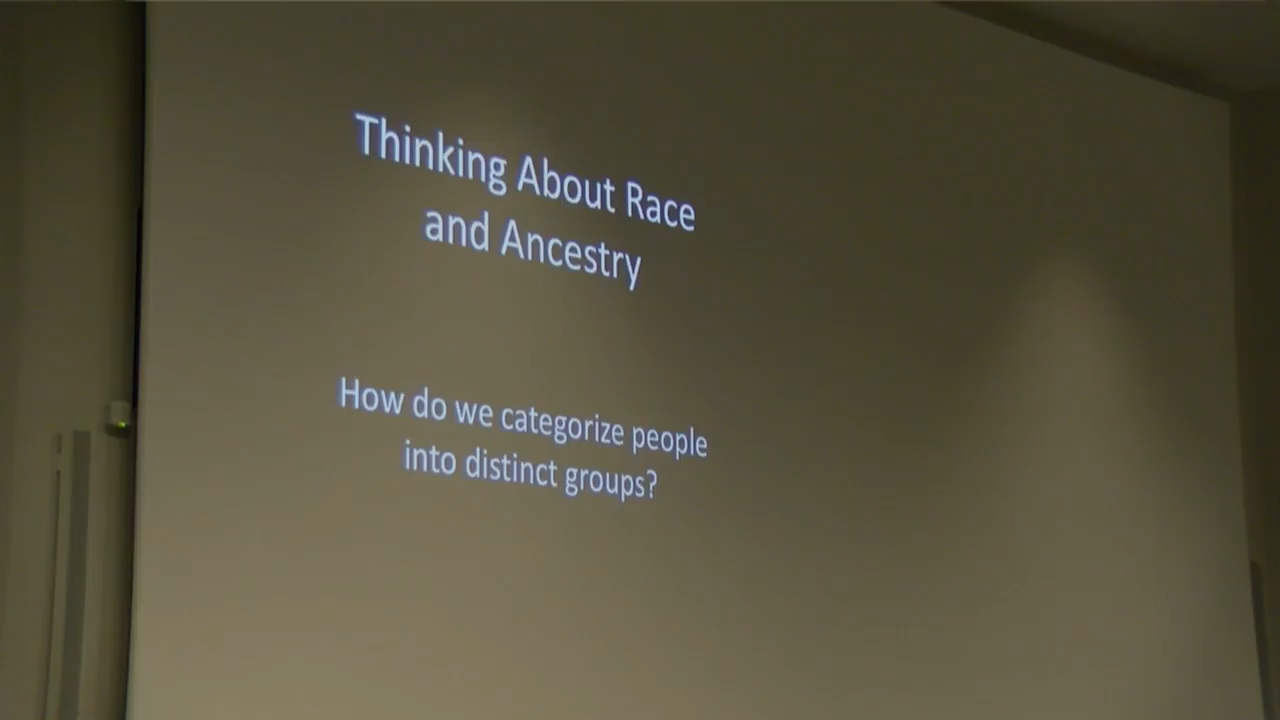 Thinking About Race
and Ancestry
How do we categorize people
into distinct groups?